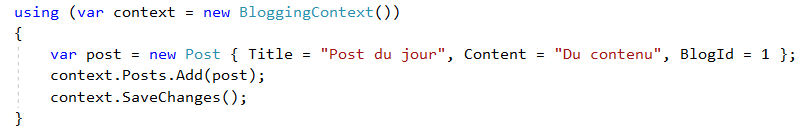 using (var context = new BloggingContext())
{
    var post = new Post { Title = "Post du jour", Content = "Du contenu", BlogId = 1 };
    context.Posts.Add(post);
    context.SaveChanges();
}